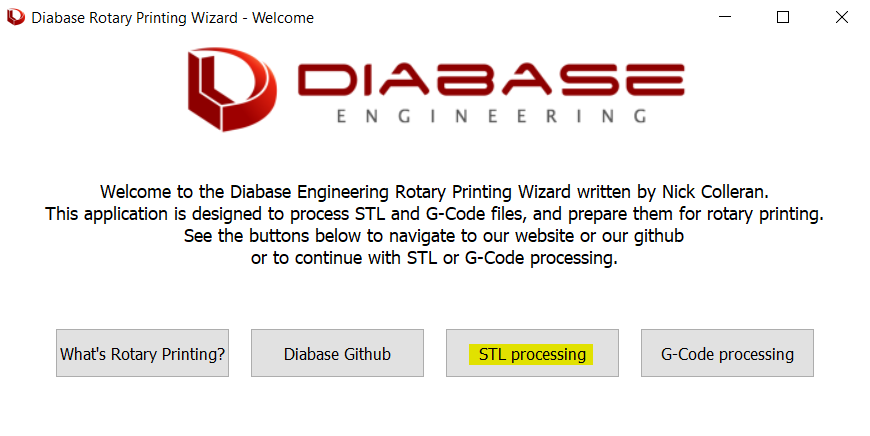 Diabase Rotary Printing Wizard - Welcome
DIABASE
ENGINEERING
Welcome to the Diabase Engineering Rotary Printing Wizard written by Nick Colleran.
This application is designed to process STL and G-Code files, and prepare them for rotary printing.
See the buttons below to navigate to our website or our github
or to continue with STL or G-Code processing.
What's Rotary Printing?
Diabase Github
STL processing
G-Code processing